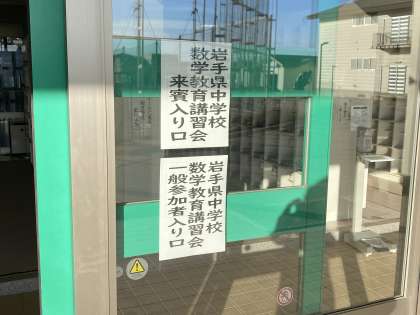 岩手県中学校
数学教育講習会
来賓入り口
岩手県中学校
数学教育講習会
一般参加者入り口